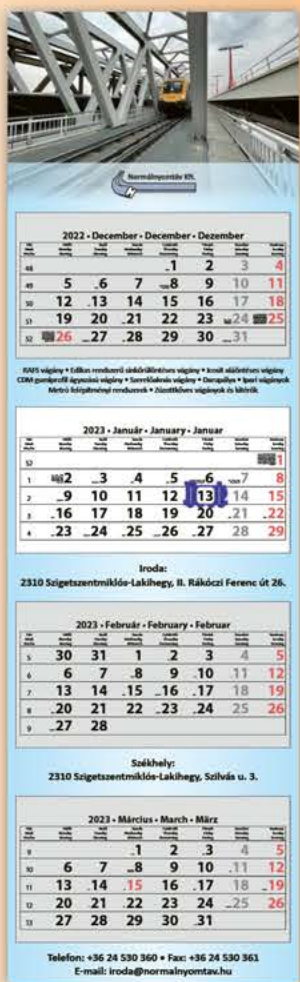 Normálnyomtáv Kft.
2022 • December • December • Dezember
48 1 2 3 4
49 5 6 7 8 9 10 11
50 12 13 14 15 16 17 18
51 19 20 21 22 23 24 25
52 26 27 28 29 30 31
RAFS vágány • Edilon rendszerű sínkörülöntéses vágány • Icosit aláöntéses vágány
CDM gumiprofil ágyazású vágány • Szerelőaknás vágány • Darupálya • Ipari vágányok
Metró felépítményi rendszerek • Zúzottköves vágányok és kitérők
2023 • Január • January • Januar
52 1
1 2 3 4 5 6 7 8
2 9 10 11 12 13 14 15
3 16 17 18 19 20 21 22
4 23 24 25 26 27 28 29
Iroda:
2310 Szigetszentmiklós-Lakihegy, II. Rákóczi Ferenc út 26.
2023 • Február • February • Februar
5 30 31 1 2 3 4 5
6 6 7 8 9 10 11 12
7 13 14 15 16 17 18 19
8 20 21 22 23 24 25 26
9 27 28
Székhely:
2310 Szigetszentmiklós-Lakihegy, Szilvás u. 3.
2023 • Március • March • März
9 1 2 3 4 5
10 6 7 8 9 10 11 12
11 13 14 15 16 17 18 19
12 20 21 22 23 24 25 26
13 27 28 29 30 31
Telefon: +36 24 530 360 • Fax: +36 24 530 361
E-mail: iroda@normalnyomtav.hu